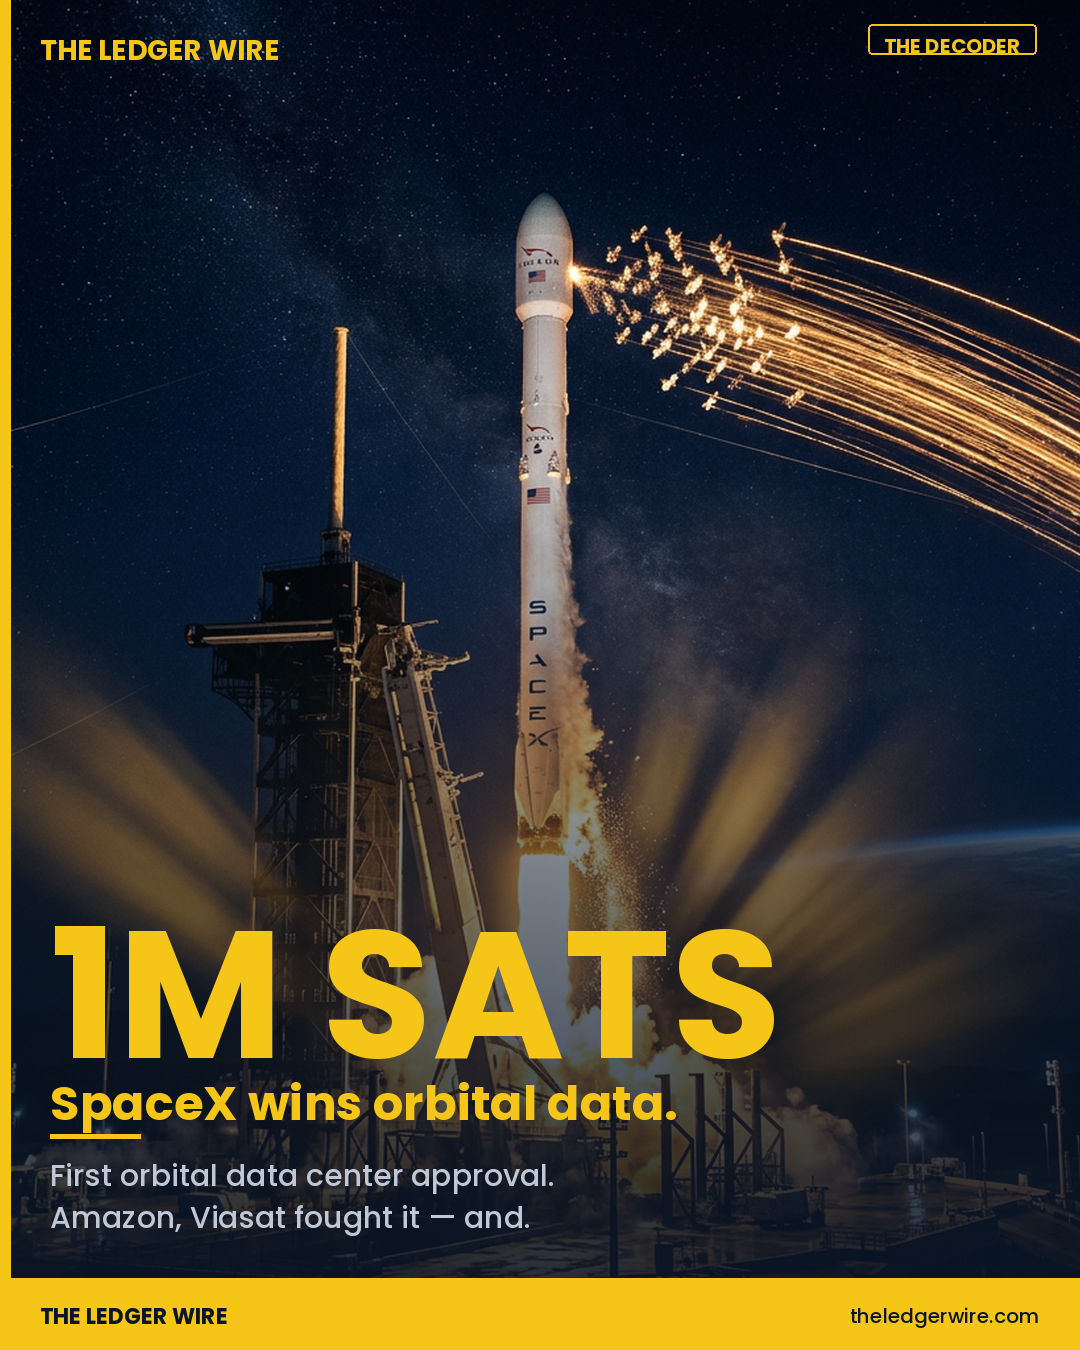 THE LEDGER WIRE
THE DECODER
SPACEX
1M SATS
SpaceX wins orbital data.
First orbital data center approval.
Amazon, Viasat fought it — and.
THE LEDGER WIRE
theledgerwire.com